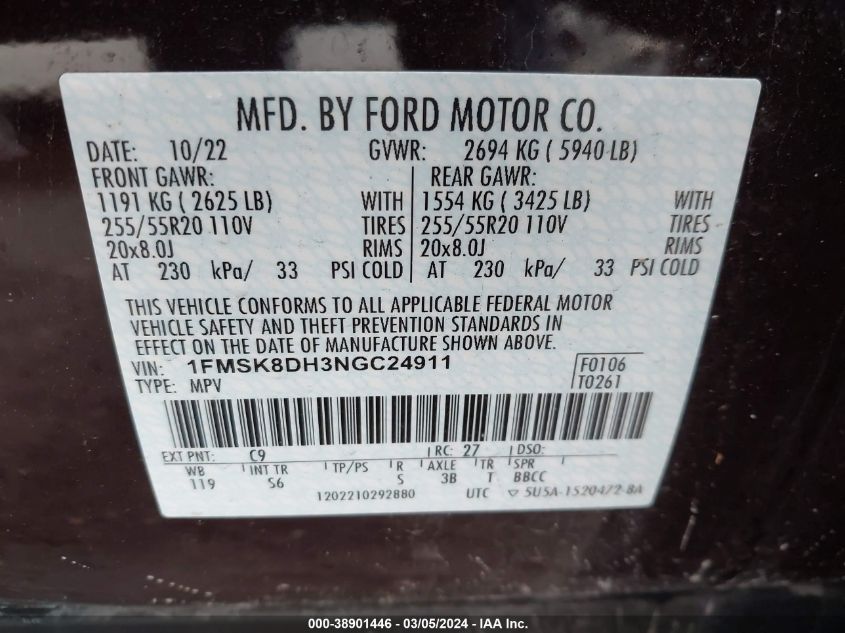 MFD. BY FORD MOTOR CO.
DATE: 10/22 GVWR: 2694 KG ( 5940 LB)
FRONT GAWR: REAR GAWR:
1191 KG ( 2625 LB) WITH 1554 KG ( 3425 LB) WITH
255/55R20 110V TIRES 255/55R20 110V TIRES
20x8.0J RIMS 20x8.0J RIMS
AT 230 kPa/ 33 PSI COLD AT 230 kPa/ 33 PSI COLD
THIS VEHICLE CONFORMS TO ALL APPLICABLE FEDERAL MOTOR
VEHICLE SAFETY AND THEFT PREVENTION STANDARDS IN
EFFECT ON THE DATE OF MANUFACTURE SHOWN ABOVE.
VIN: 1FMSK8DH3NGC24911 F0106
TYPE: MPV T0261
EXT PNT: C9 RC: 27 DSO:
WB INT TR TP/PS R AXLE TR SPR
119 S6 S 3B T BBCC
1202210292880 UTC ▽ 5U5A-1520472-BA
000-38901446 - 03/05/2024 - IAA Inc.